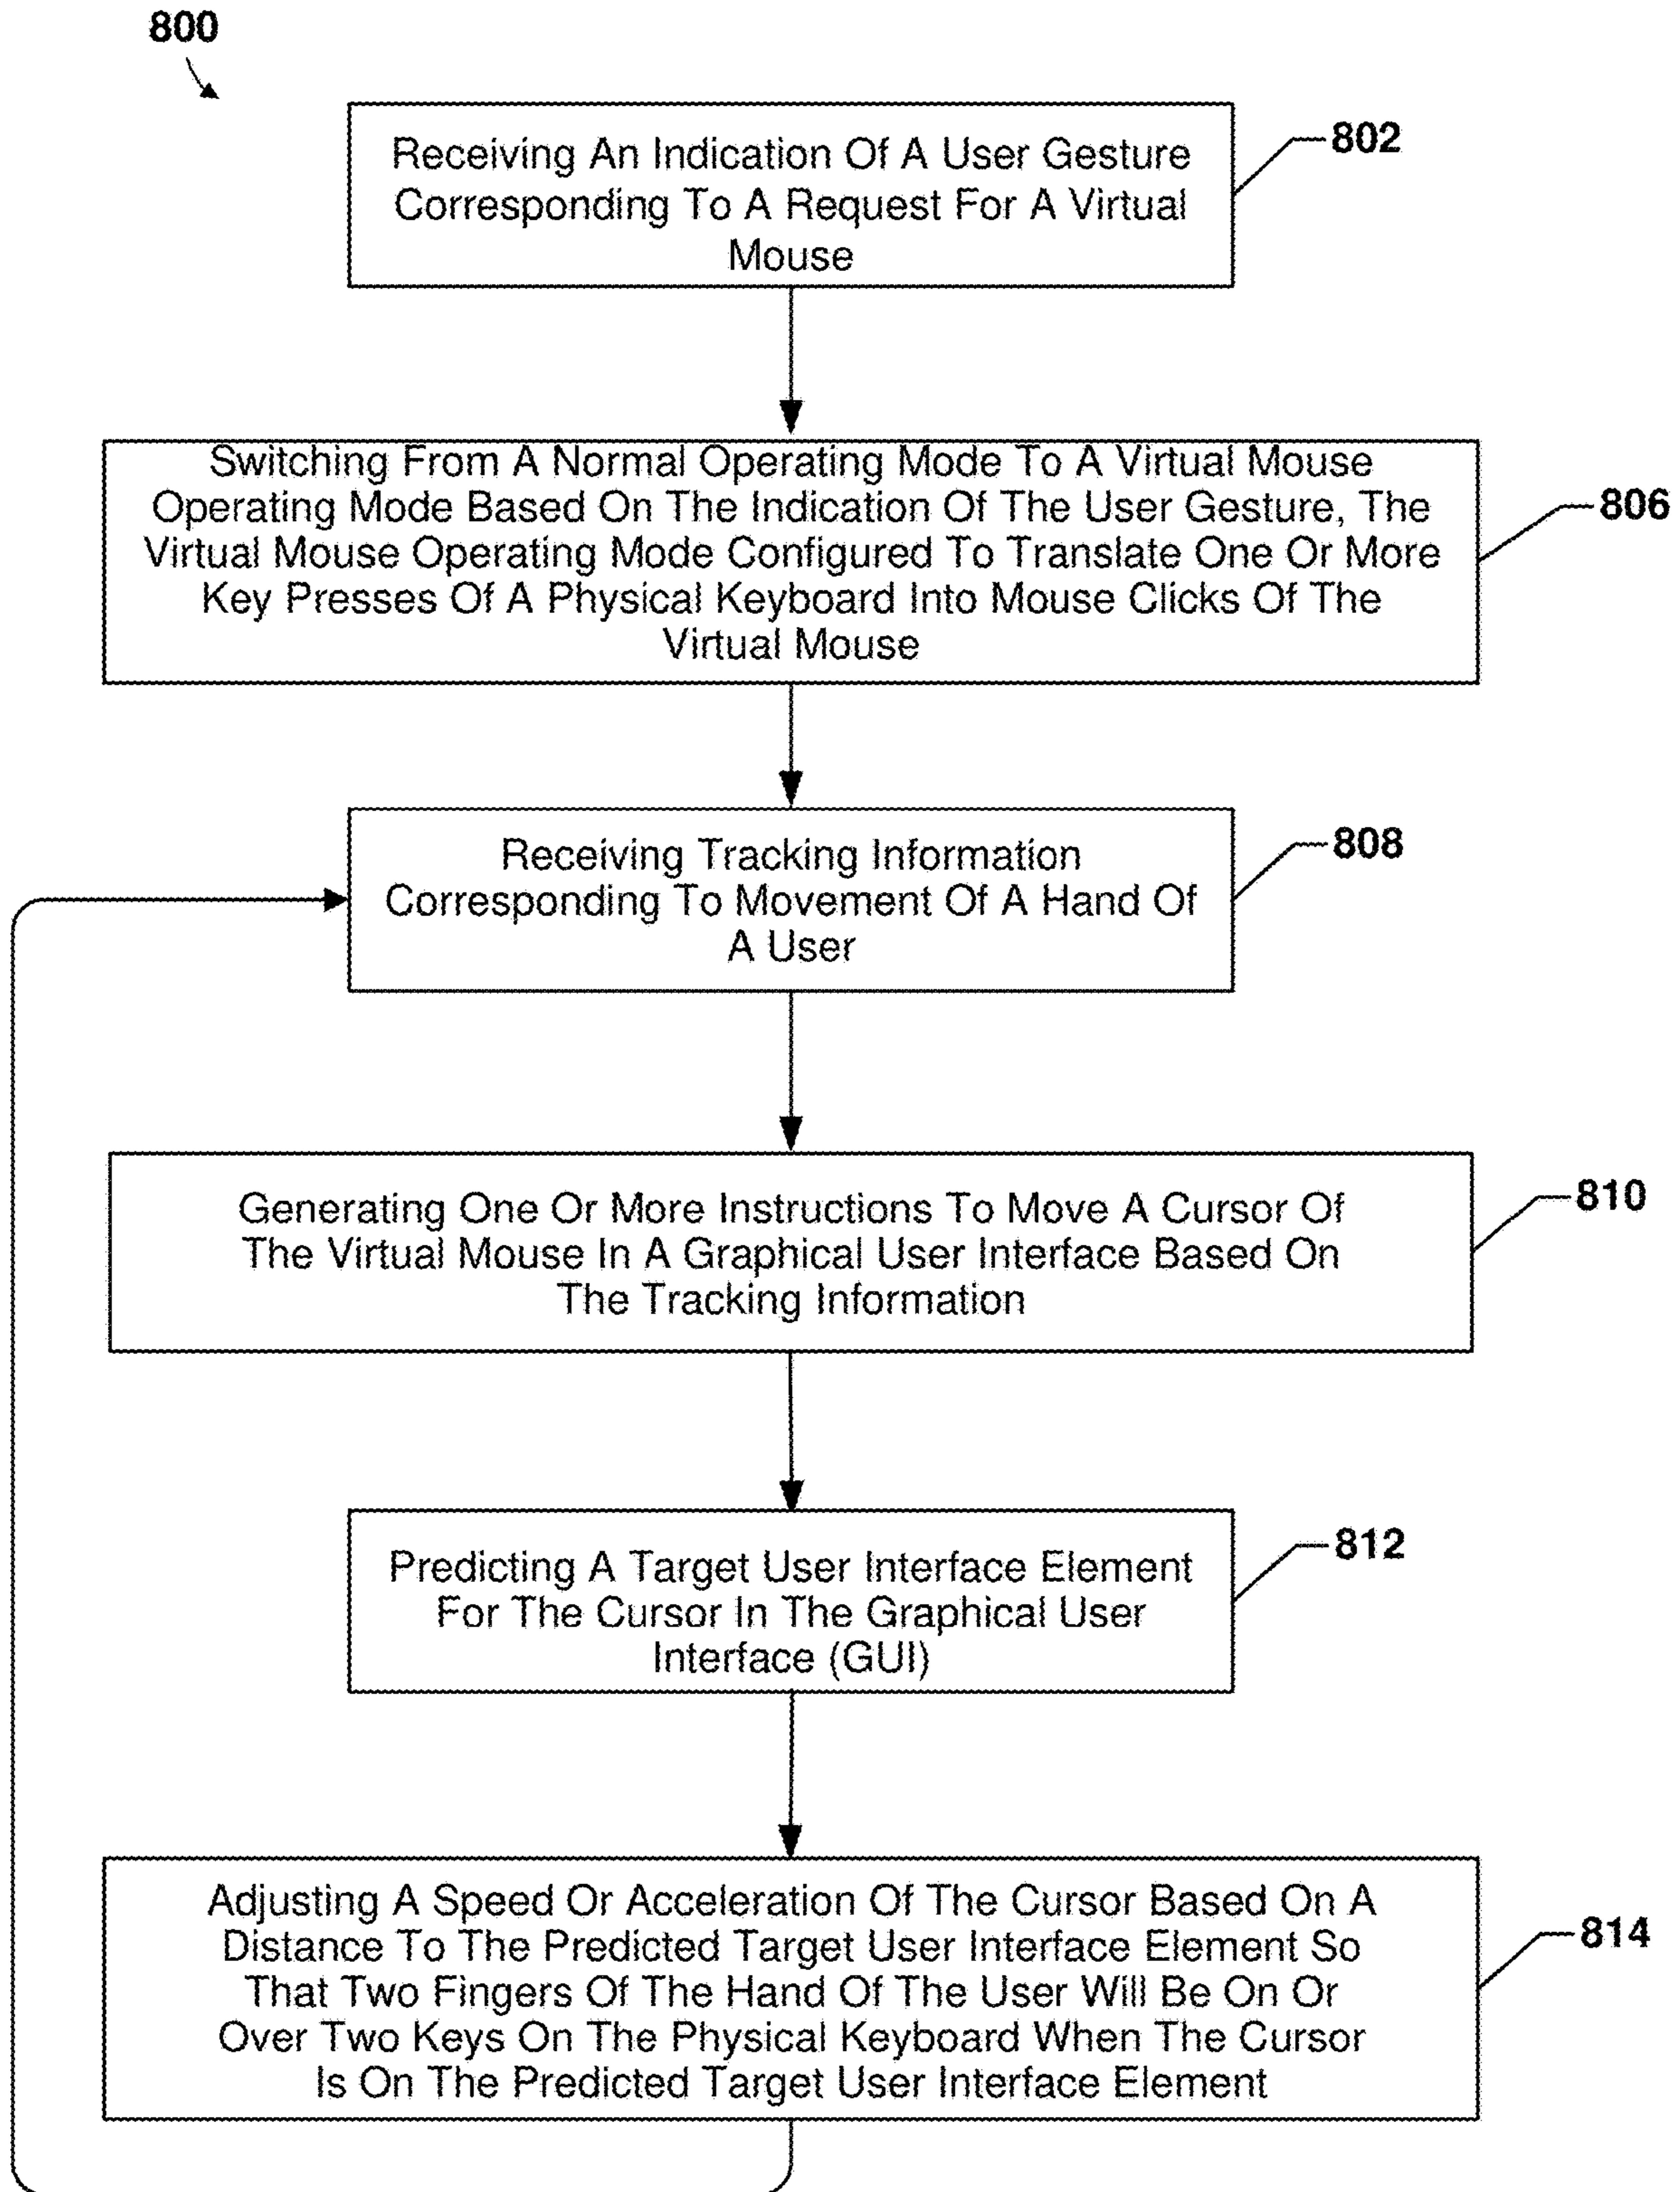 800
Receiving An Indication Of A User Gesture
Corresponding To A Request For A Virtual
Mouse
802
Switching From A Normal Operating Mode To A Virtual Mouse
Operating Mode Based On The Indication Of The User Gesture, The
Virtual Mouse Operating Mode Configured To Translate One Or More
Key Presses Of A Physical Keyboard Into Mouse Clicks Of The
Virtual Mouse
806
Receiving Tracking Information
Corresponding To Movement Of A Hand Of
A User
808
Generating One Or More Instructions To Move A Cursor Of
The Virtual Mouse In A Graphical User Interface Based On
The Tracking Information
810
Predicting A Target User Interface Element
For The Cursor In The Graphical User
Interface (GUI)
812
Adjusting A Speed Or Acceleration Of The Cursor Based On A
Distance To The Predicted Target User Interface Element So
That Two Fingers Of The Hand Of The User Will Be On Or
Over Two Keys On The Physical Keyboard When The Cursor
Is On The Predicted Target User Interface Element
814